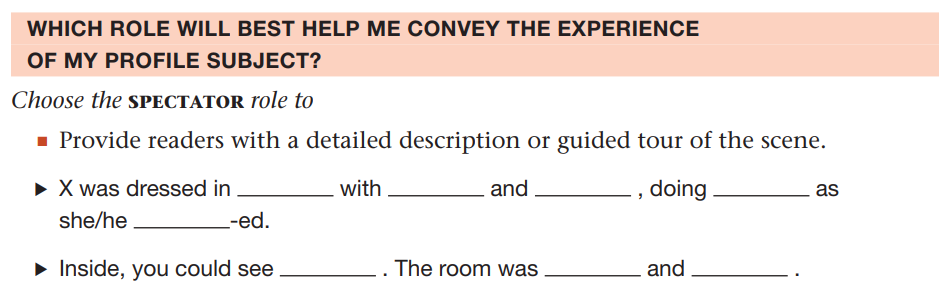 WHICH ROLE WILL BEST HELP ME CONVEY THE EXPERIENCE
OF MY PROFILE SUBJECT?
Choose the SPECTATOR role to
■ Provide readers with a detailed description or guided tour of the scene.
▶ X was dressed in ________ with ________ and ________ , doing ________ as
she/he ________-ed.
▶ Inside, you could see ________ . The room was ________ and ________ .